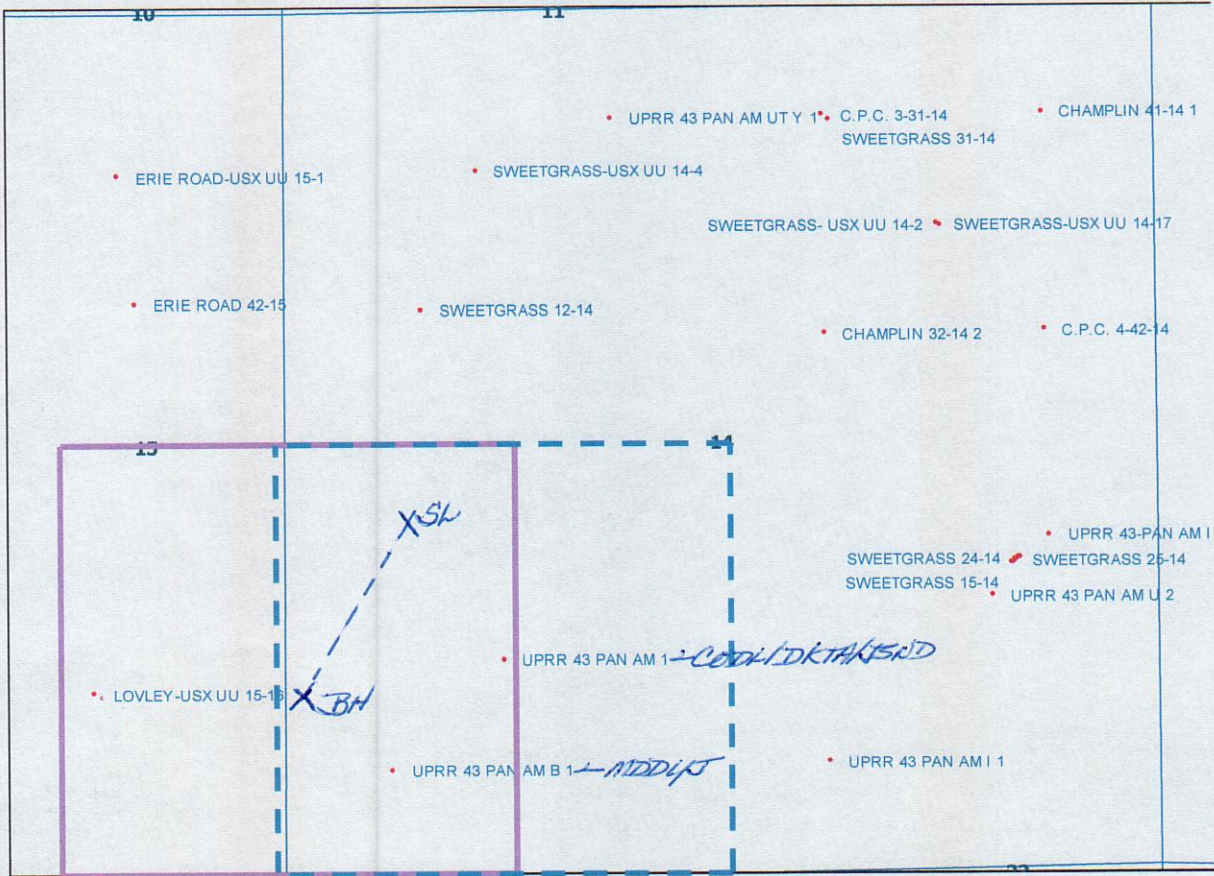 10
11
UPRR 43 PAN AM UT Y 1
C.P.C. 3-31-14
CHAMPLIN 41-14 1
SWEETGRASS 31-14
ERIE ROAD-USX UU 15-1
SWEETGRASS-USX UU 14-4
SWEETGRASS- USX UU 14-2
SWEETGRASS-USX UU 14-17
ERIE ROAD 42-15
SWEETGRASS 12-14
CHAMPLIN 32-14 2
C.P.C. 4-42-14
15
14
XSL
UPRR 43-PAN AM I
SWEETGRASS 24-14
SWEETGRASS 25-14
SWEETGRASS 15-14
UPRR 43 PAN AM U 2
UPRR 43 PAN AM 1
LOVLEY-USX UU 15-16
X BH
UPRR 43 PAN AM B 1
UPRR 43 PAN AM I 1